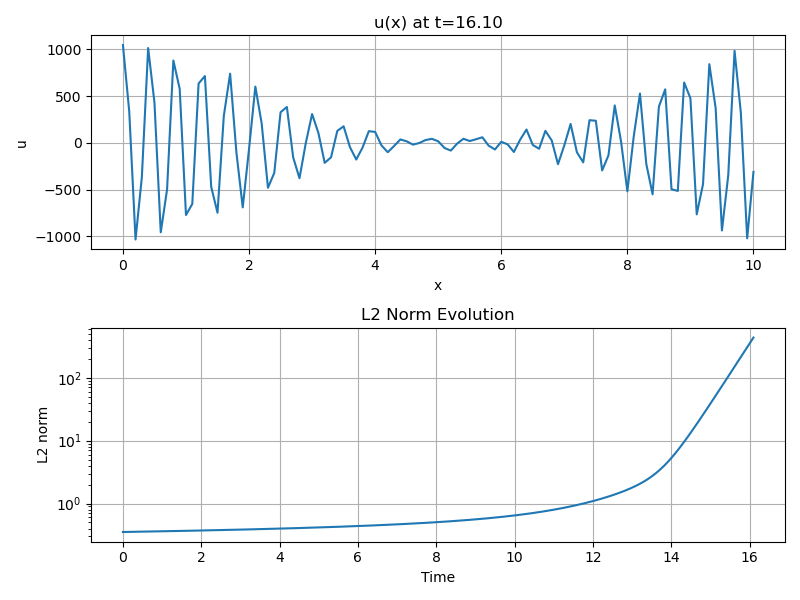 u(x) at t=16.10
1000
500
0
−500
−1000
u
0 2 4 6 8 10
x
L2 Norm Evolution
10²
10¹
10⁰
L2 norm
0 2 4 6 8 10 12 14 16
Time